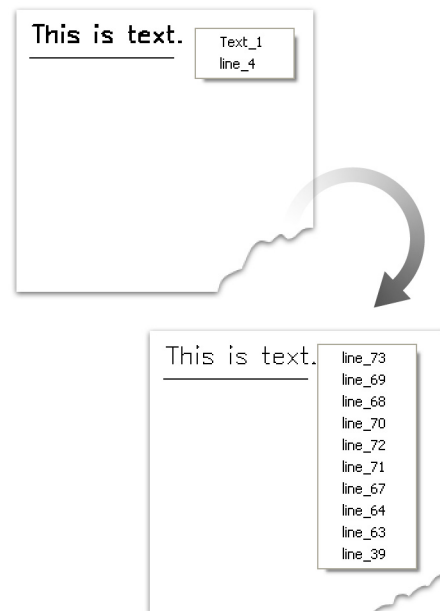 This is text.
Text_1
line_4
This is text.
line_73
line_69
line_68
line_70
line_72
line_71
line_67
line_64
line_63
line_39